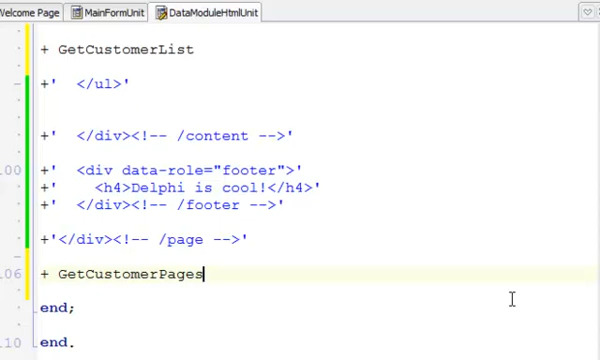 Welcome Page MainFormUnit DataModuleHtmlUnit
+ GetCustomerList
+'  </ul>'
+'  </div><!-- /content -->'
100 +'  <div data-role="footer">'
+'    <h4>Delphi is cool!</h4>'
+'  </div><!-- /footer -->'
+'</div><!-- /page -->'
106 + GetCustomerPages
end;
110 end.